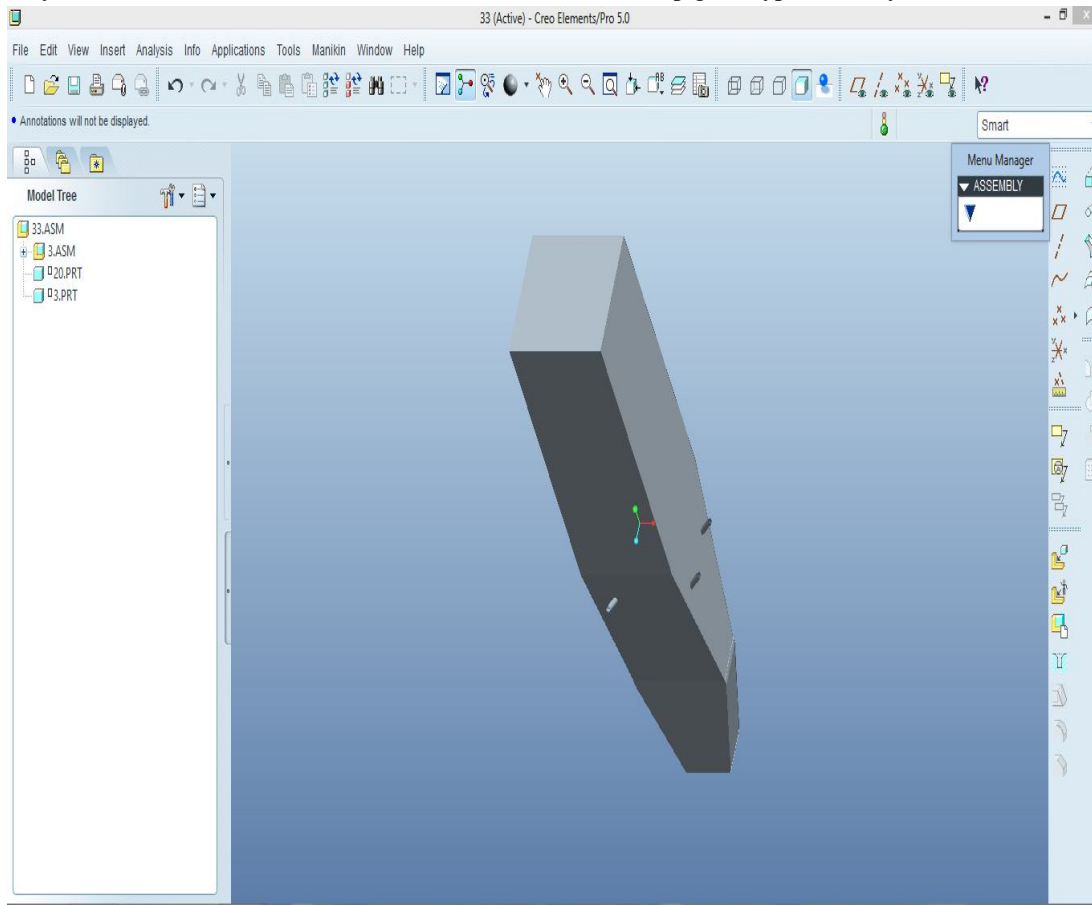 33 (Active) - Creo Elements/Pro 5.0
File Edit View Insert Analysis Info Applications Tools Manikin Window Help
Annotations will not be displayed.
Smart
Menu Manager
ASSEMBLY
Model Tree
33.ASM
3.ASM
20.PRT
3.PRT